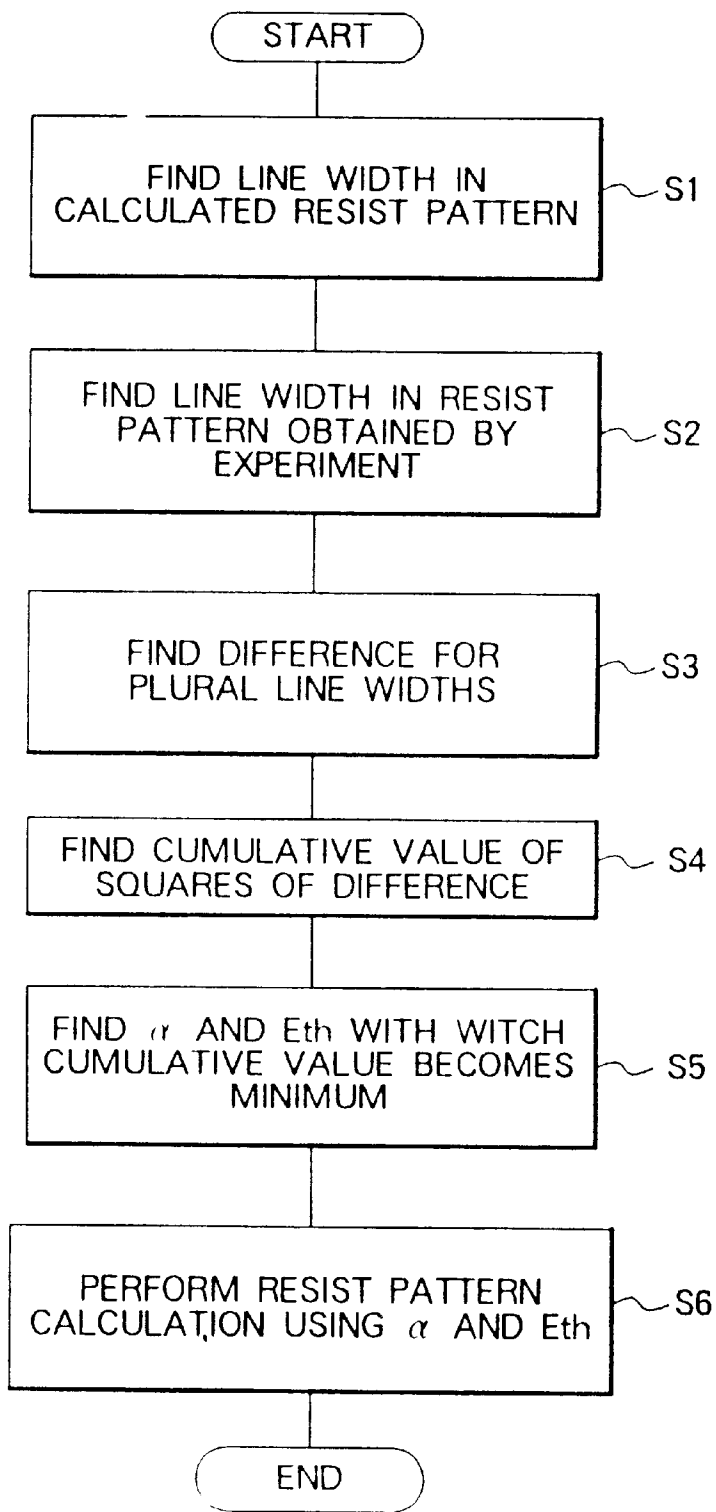 START
FIND LINE WIDTH IN
CALCULATED RESIST PATTERN
S1
FIND LINE WIDTH IN RESIST
PATTERN OBTAINED BY
EXPERIMENT
S2
FIND DIFFERENCE FOR
PLURAL LINE WIDTHS
S3
FIND CUMULATIVE VALUE OF
SQUARES OF DIFFERENCE
S4
FIND α AND Eth WITH WITCH
CUMULATIVE VALUE BECOMES
MINIMUM
S5
PERFORM RESIST PATTERN
CALCULATION USING α AND Eth
S6
END